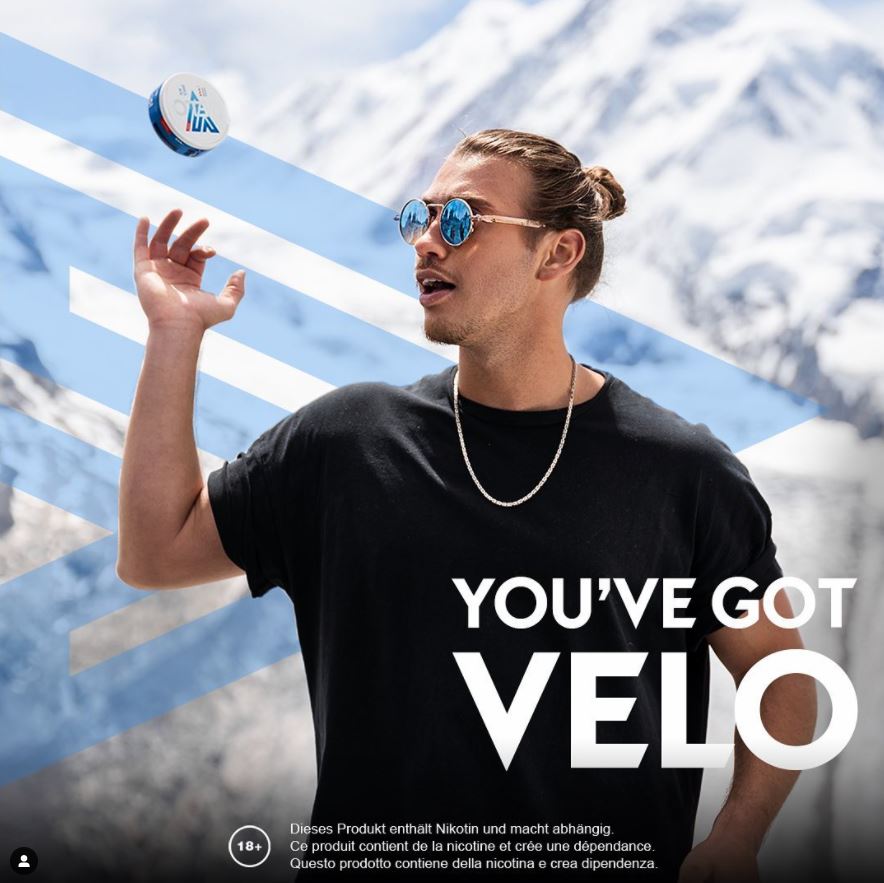 YOU'VE GOT
VELO
18+
Dieses Produkt enthält Nikotin und macht abhängig.
Ce produit contient de la nicotine et crée une dépendance.
Questo prodotto contiene della nicotina e crea dipendenza.